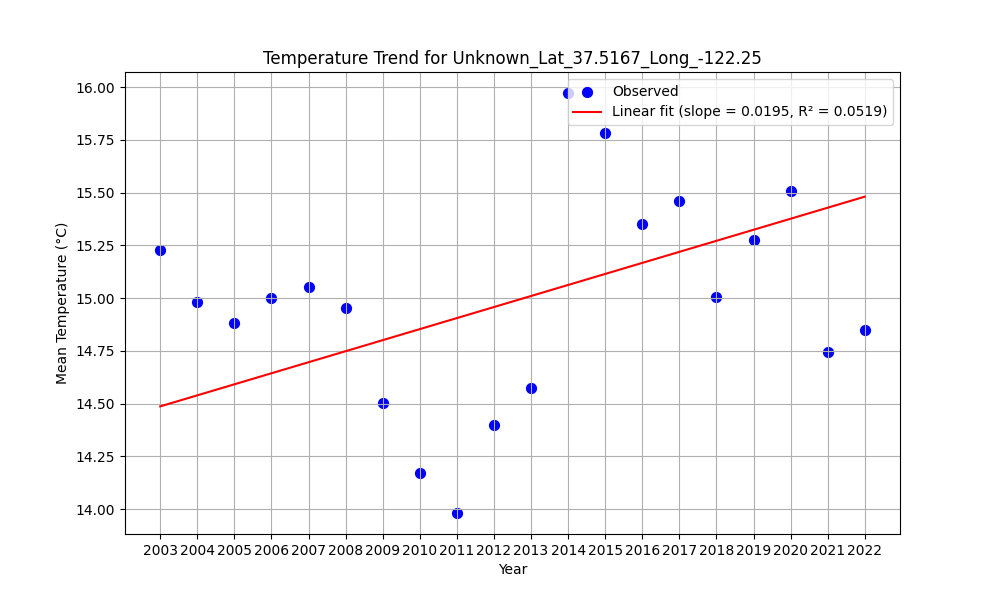 Temperature Trend for Unknown_Lat_37.5167_Long_-122.25
Observed
Linear fit (slope = 0.0195, R² = 0.0519)
Mean Temperature (°C)
16.00
15.75
15.50
15.25
15.00
14.75
14.50
14.25
14.00
2003 2004 2005 2006 2007 2008 2009 2010 2011 2012 2013 2014 2015 2016 2017 2018 2019 2020 2021 2022
Year